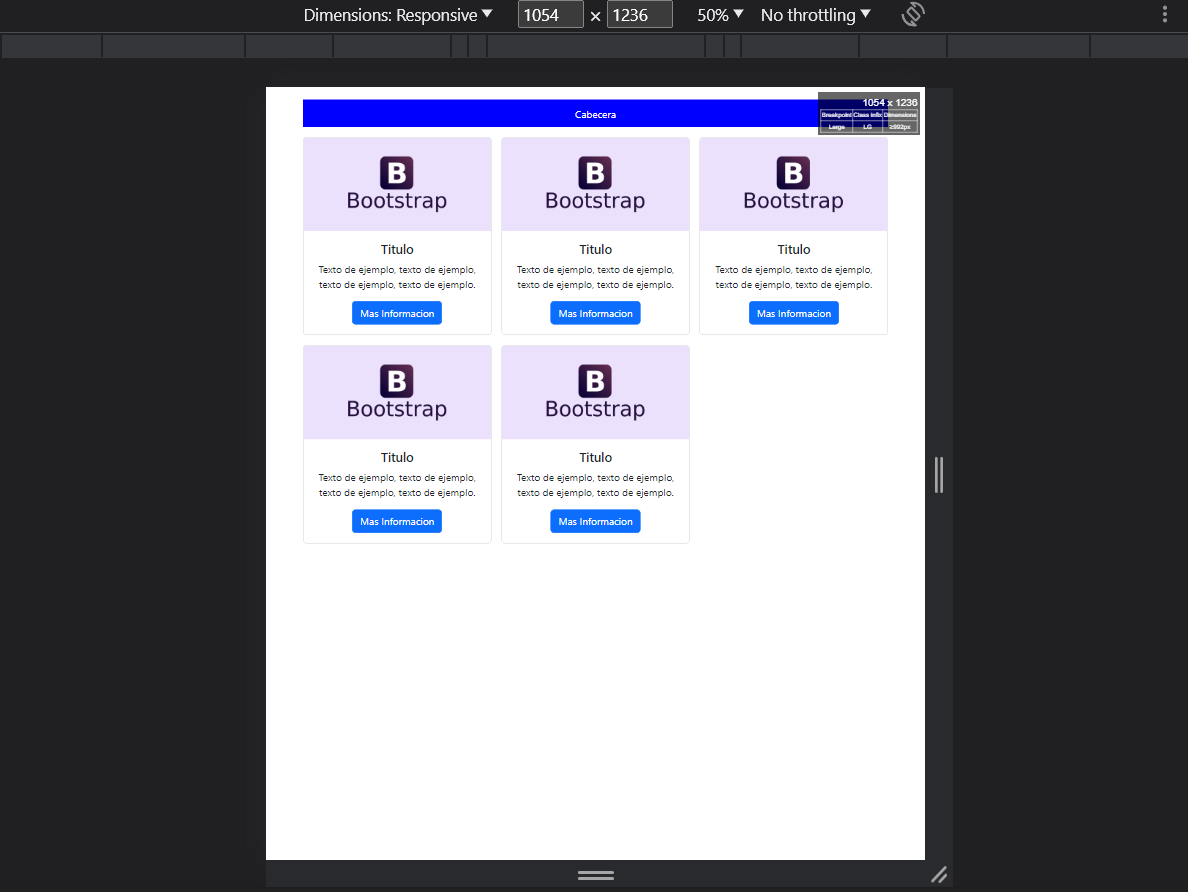 Dimensions: Responsive ▼ 1054 × 1236 50% ▼ No throttling ▼
1054 x 1236
Cabecera
Breakpoint Class infix Dimensions
Large LG ≥992px
B B B
Bootstrap Bootstrap Bootstrap
Titulo Titulo Titulo
Texto de ejemplo, texto de ejemplo, Texto de ejemplo, texto de ejemplo, Texto de ejemplo, texto de ejemplo,
texto de ejemplo, texto de ejemplo. texto de ejemplo, texto de ejemplo. texto de ejemplo, texto de ejemplo.
Mas Informacion Mas Informacion Mas Informacion
B B
Bootstrap Bootstrap
Titulo Titulo
Texto de ejemplo, texto de ejemplo, Texto de ejemplo, texto de ejemplo,
texto de ejemplo, texto de ejemplo. texto de ejemplo, texto de ejemplo.
Mas Informacion Mas Informacion